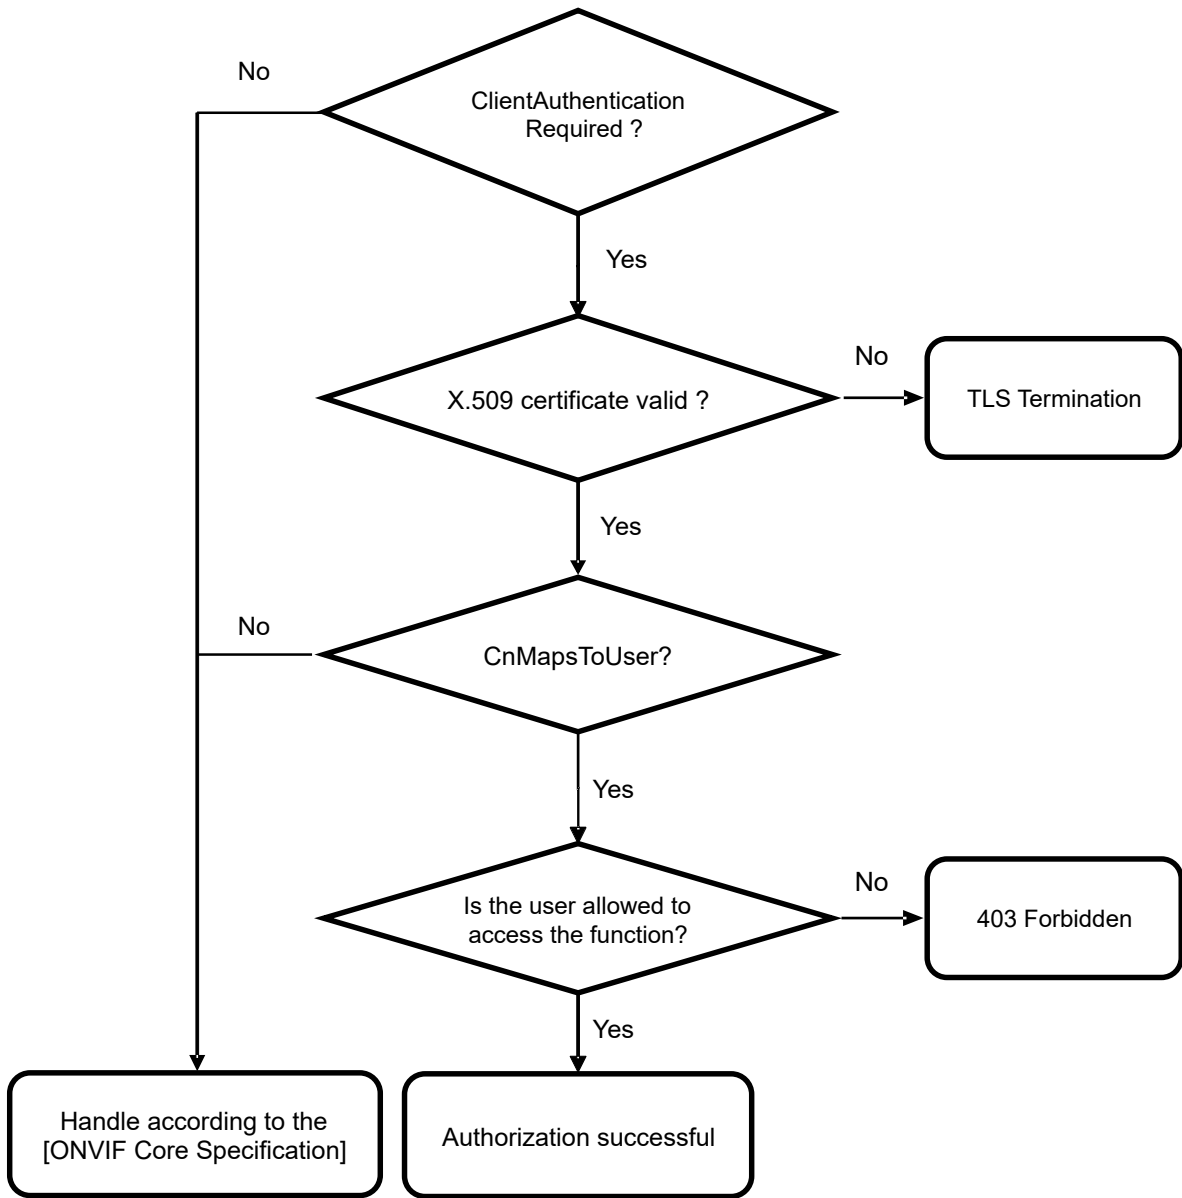 No
ClientAuthentication
Required ?
Yes
No
X.509 certificate valid ?
TLS Termination
Yes
No
CnMapsToUser?
Yes
No
Is the user allowed to
access the function?
403 Forbidden
Yes
Handle according to the
[ONVIF Core Specification]
Authorization successful